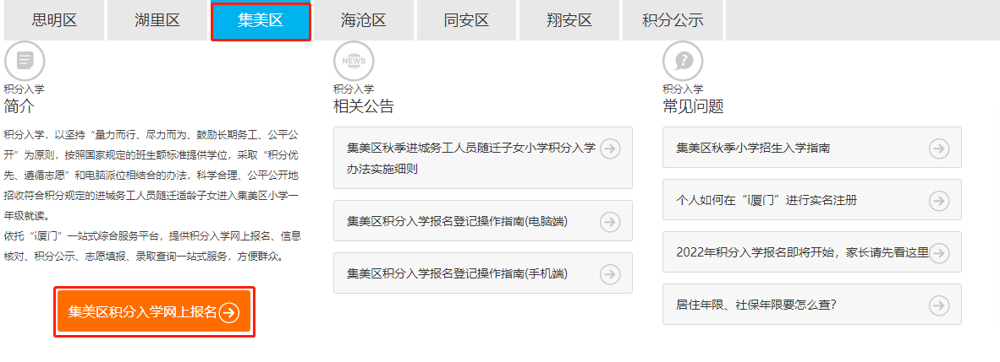 思明区
湖里区
集美区
海沧区
同安区
翔安区
积分公示
积分入学
简介
积分入学，以坚持“量力而行、尽力而为、鼓励长期务工、公平公
开”为原则，按照国家规定的班生额标准提供学位，采取“积分优
先、遵循志愿”和电脑派位相结合的办法，科学合理、公平公开地
招收符合积分规定的进城务工人员随迁适龄子女进入集美区小学一
年级就读。
依托“i厦门”一站式综合服务平台，提供积分入学网上报名、信息
核对、积分公示、志愿填报、录取查询一站式服务，方便群众。
集美区积分入学网上报名
NEWS
积分入学
相关公告
集美区秋季进城务工人员随迁子女小学积分入学
办法实施细则
集美区积分入学报名登记操作指南(电脑端)
集美区积分入学报名登记操作指南(手机端)
?
积分入学
常见问题
集美区秋季小学招生入学指南
个人如何在“i厦门”进行实名注册
2022年积分入学报名即将开始，家长请先看这里
居住年限、社保年限要怎么查?